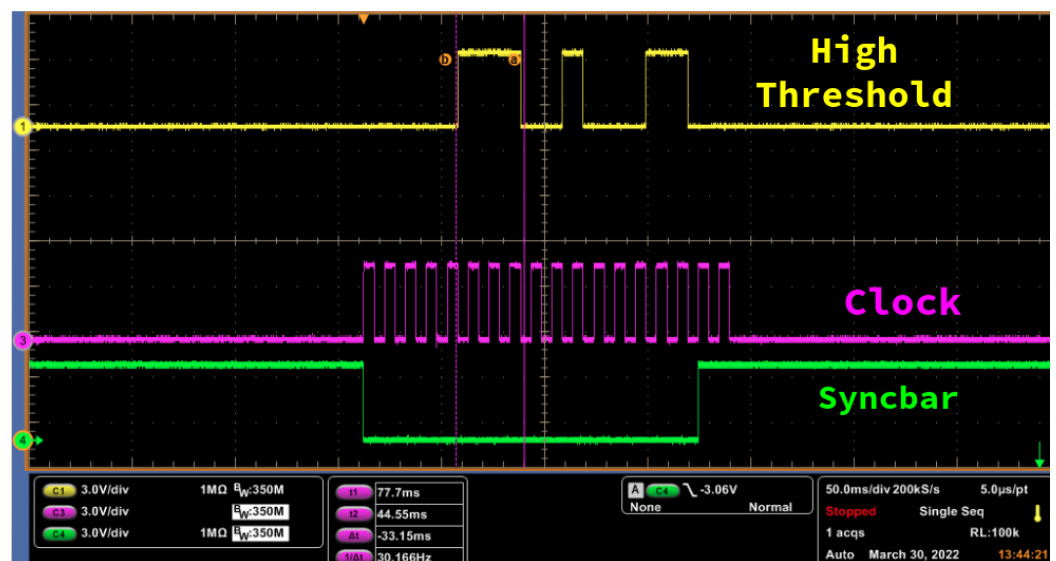 High
Threshold
b
a
1
Clock
3
Syncbar
4
C1 3.0V/div 1MΩ BW:350M
C3 3.0V/div BW:350M
C4 3.0V/div 1MΩ BW:350M
t1 77.7ms
t2 44.55ms
Δt -33.15ms
1/Δt 30.166Hz
A C4 -3.06V
None Normal
50.0ms/div 200kS/s 5.0µs/pt
Stopped Single Seq
1 acqs RL:100k
Auto March 30, 2022 13:44:21